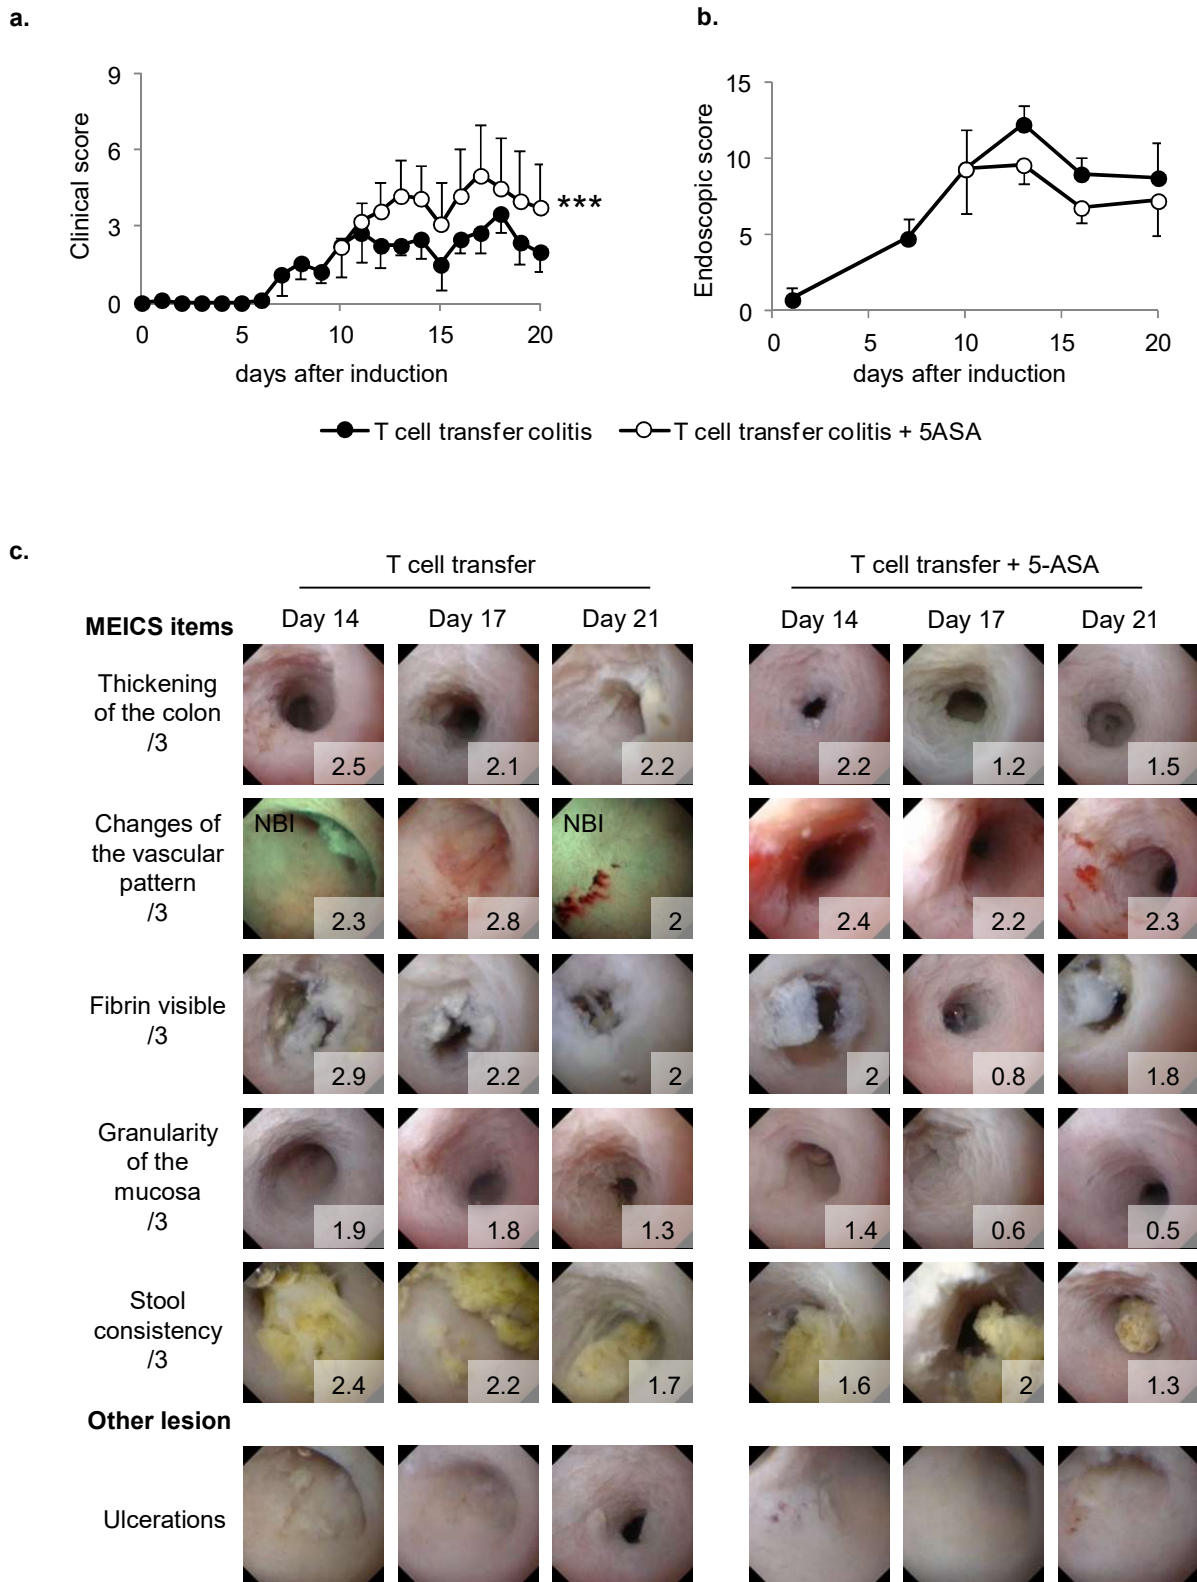 a.
9
6
3
0
Clinical score
***
0 5 10 15 20
days after induction
b.
15
10
5
0
Endoscopic score
0 5 10 15 20
days after induction
T cell transfer colitis
T cell transfer colitis + 5ASA
c.
T cell transfer
T cell transfer + 5-ASA
MEICS items
Day 14 Day 17 Day 21
Day 14 Day 17 Day 21
Thickening
of the colon
/3
2.5 2.1 2.2 2.2 1.2 1.5
Changes of
the vascular
pattern
/3
NBI NBI
2.3 2.8 2 2.4 2.2 2.3
Fibrin visible
/3
2.9 2.2 2 2 0.8 1.8
Granularity
of the
mucosa
/3
1.9 1.8 1.3 1.4 0.6 0.5
Stool
consistency
/3
2.4 2.2 1.7 1.6 2 1.3
Other lesion
Ulcerations